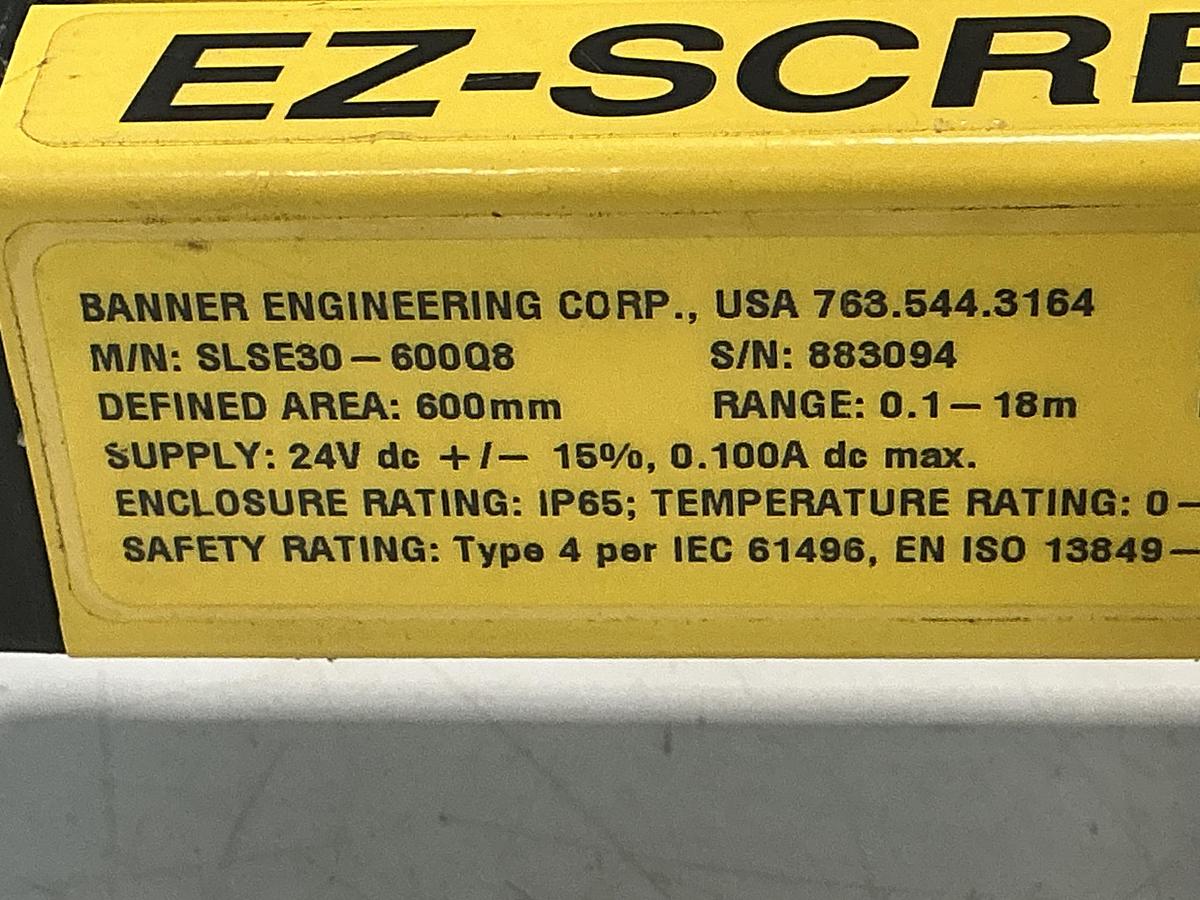 EZ-SCRE
BANNER ENGINEERING CORP., USA 763.544.3164
M/N: SLSE30-600Q8 S/N: 883094
DEFINED AREA: 600mm RANGE: 0.1-18m
SUPPLY: 24V dc +/- 15%, 0.100A dc max.
ENCLOSURE RATING: IP65; TEMPERATURE RATING: 0-
SAFETY RATING: Type 4 per IEC 61496, EN ISO 13849-